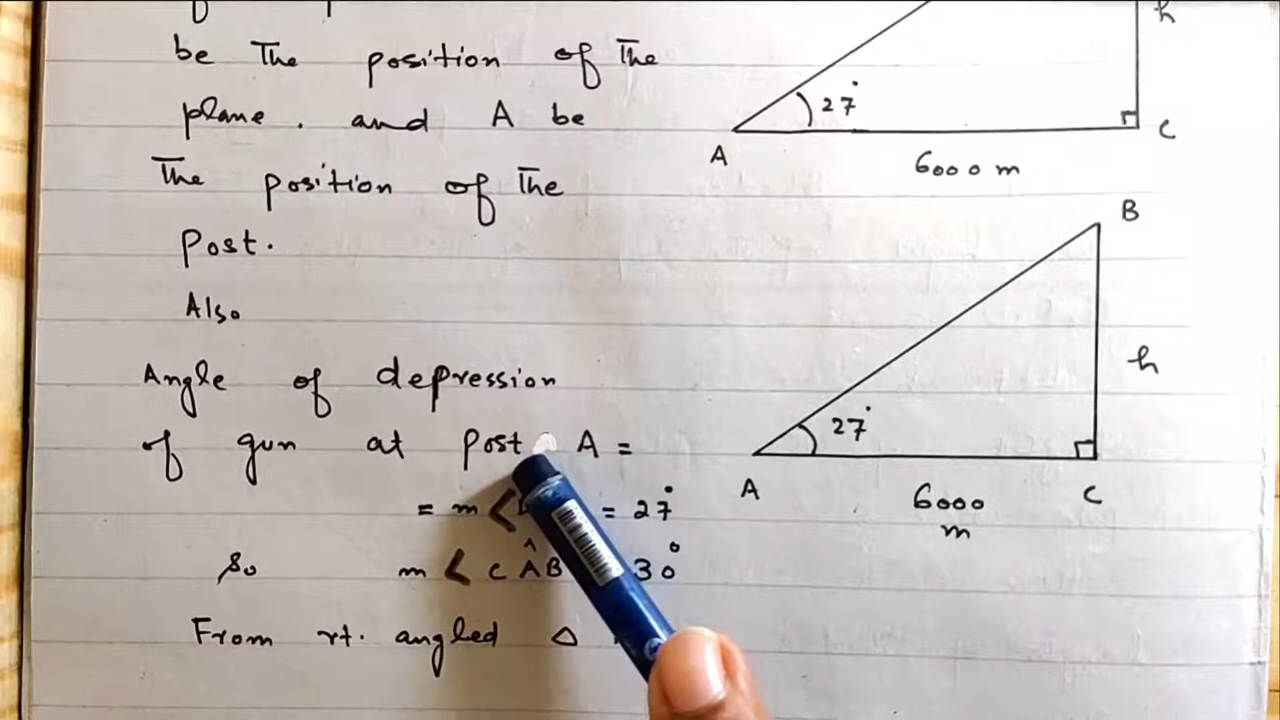 be The position of The
plane. and A be
The position of The
Post.
Also
Angle of depression
of gun at post A =
= m< = 27°
So m < CÂB 30°
From rt. angled △
h
27°
A
C
6000 m
B
h
27°
A
C
6000
m